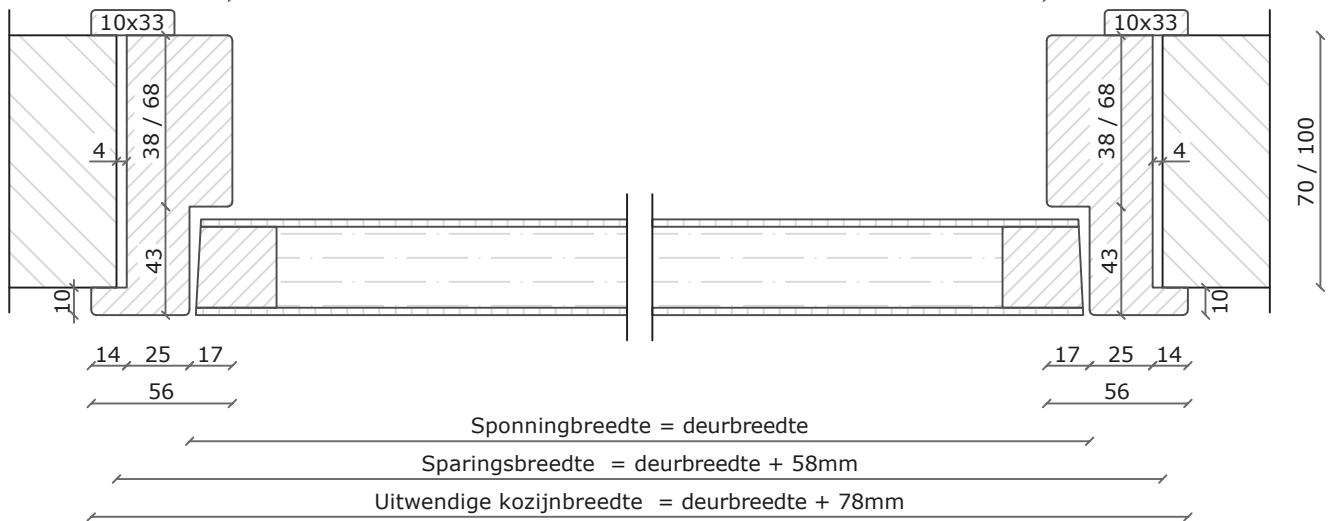 10x33 10x33
38 / 68 38 / 68
4 4
70 / 100
43 43
10 10
14 25 17 17 25 14
56 56
Sponningbreedte = deurbreedte
Sparingsbreedte = deurbreedte + 58mm
Uitwendige kozijnbreedte = deurbreedte + 78mm